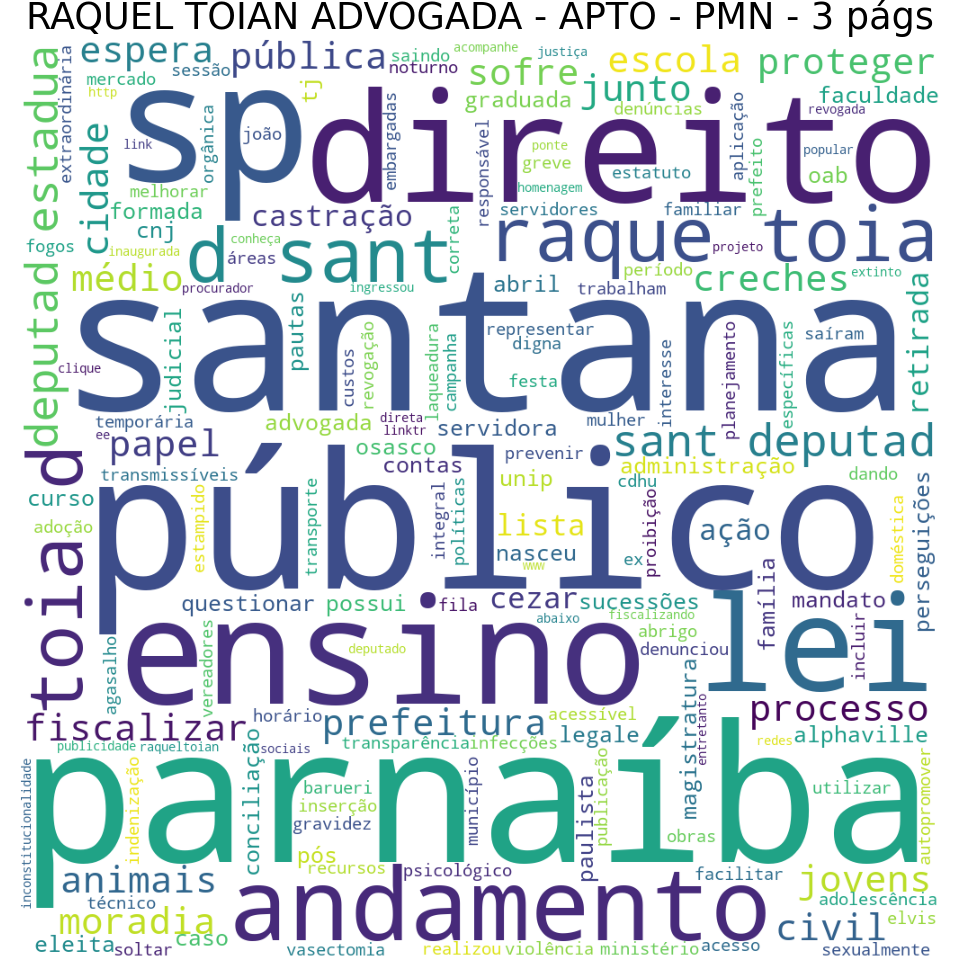 RAQUEL TOIAN ADVOGADA - APTO - PMN - 3 págs
espera
pública
saindo
acompanhe
justiça
escola
proteger
estadua
extraordinária
mercado
sessão
noturno
sofre
junto
faculdade
http
tj
graduada
denúncias
revogada
sp
direito
cidade
link
orgânica
joão
embargadas
responsável
ponte
greve
estatuto
aplicação
prefeito
popular
oab
melhorar
homenagem
formada
castração
correta
servidores
familiar
cnj
raque toia
fogos
inaugurada
d sant
conheça
áreas
projeto
deputad
médio
procurador
ingressou
abril
período
trabalham
creches
extinto
retirada
santana
judicial
pautas
custos
revogação
laqueadura
campanha
representar
digna
interesse
planejamento
específicas
saíram
clique
festa
temporária
advogada
direta
linktr
servidora
mulher
ee
papel
osasco
prevenir
sant deputad
toia d
transmissíveis
contas
unip
cdhu
administração
dando
curso
público
adoção
estampido
transporte
integral
políticas
lista
nasceu
www
ex
proibição
ação
doméstica
perseguições
questionar
possui
fila
cezar
sucessões
família
mandato
abaixo
fiscalizando
lei
agasalho
ensino
vereadores
deputado
abrigo
denunciou
incluir
magistratura
entretanto
fiscalizar
horário
prefeitura
acessível
legale
processo
publicidade
raqueltoian
sociais
transparência
infecções
redes
alphaville
parnaíba
inconstitucionalidade
indenização
conciliação
barueri
inserção
gravidez
município
paulista
publicação
utilizar
autopromover
obras
pós
recursos
psicológico
facilitar
animais
técnico
andamento
jovens
adolescência
moradia
civil
elvis
eleita
soltar
caso
vasectomia
realizou
violência
ministério
acesso
sexualmente